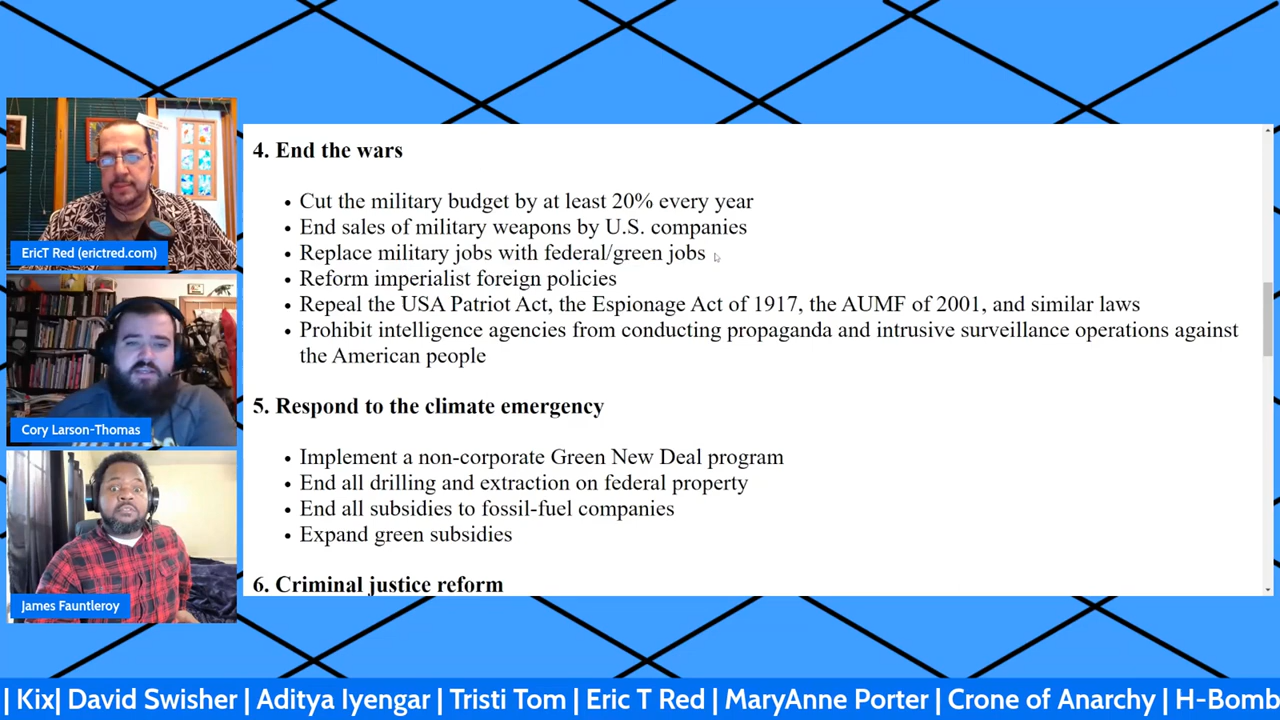 EricT Red (erictred.com)
Cory Larson-Thomas
James Fauntleroy
4. End the wars
• Cut the military budget by at least 20% every year
• End sales of military weapons by U.S. companies
• Replace military jobs with federal/green jobs
• Reform imperialist foreign policies
• Repeal the USA Patriot Act, the Espionage Act of 1917, the AUMF of 2001, and similar laws
• Prohibit intelligence agencies from conducting propaganda and intrusive surveillance operations against
the American people
5. Respond to the climate emergency
• Implement a non-corporate Green New Deal program
• End all drilling and extraction on federal property
• End all subsidies to fossil-fuel companies
• Expand green subsidies
6. Criminal justice reform
| Kix| David Swisher | Aditya Iyengar | Tristi Tom | Eric T Red | MaryAnne Porter | Crone of Anarchy | H-Bomb